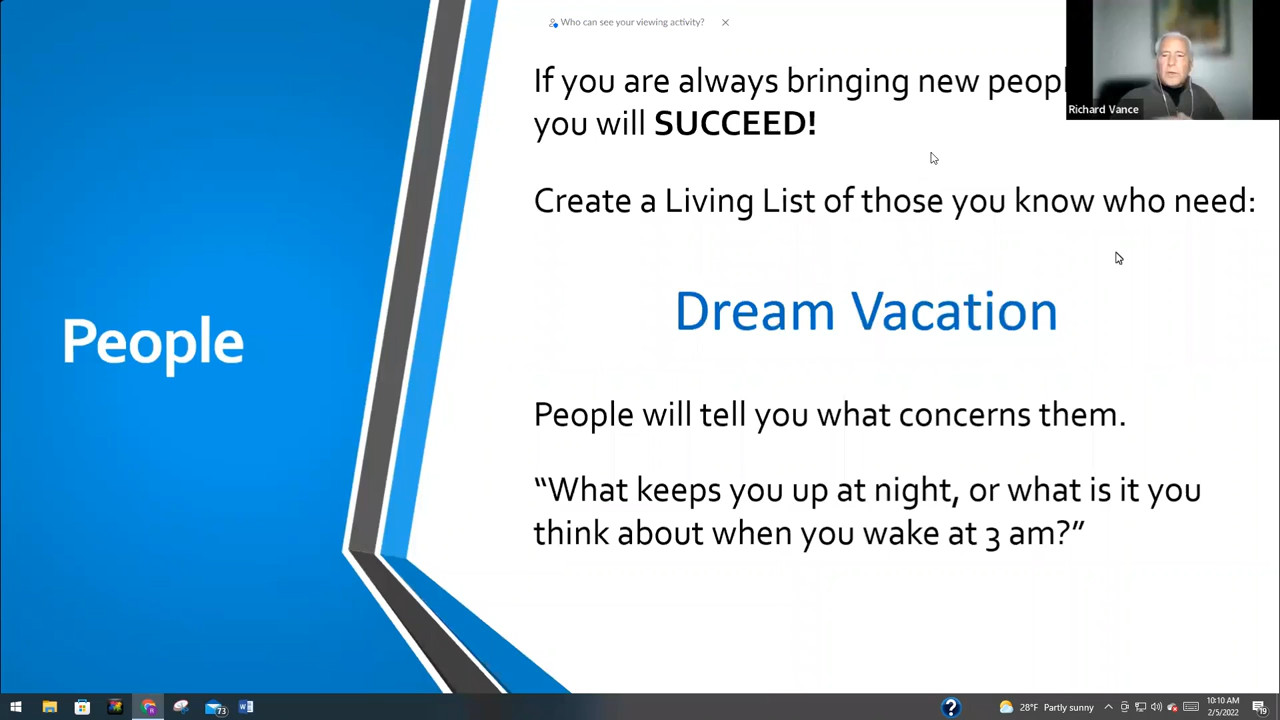 Who can see your viewing activity?
If you are always bringing new
you will SUCCEED!
Richard Vance
Create a Living List of those you know who need:
Dream Vacation
People
People will tell you what concerns them.
“What keeps you up at night, or what is it you
think about when you wake at 3 am?”
73
28°F Partly sunny
10:10 AM
2/5/2022
19